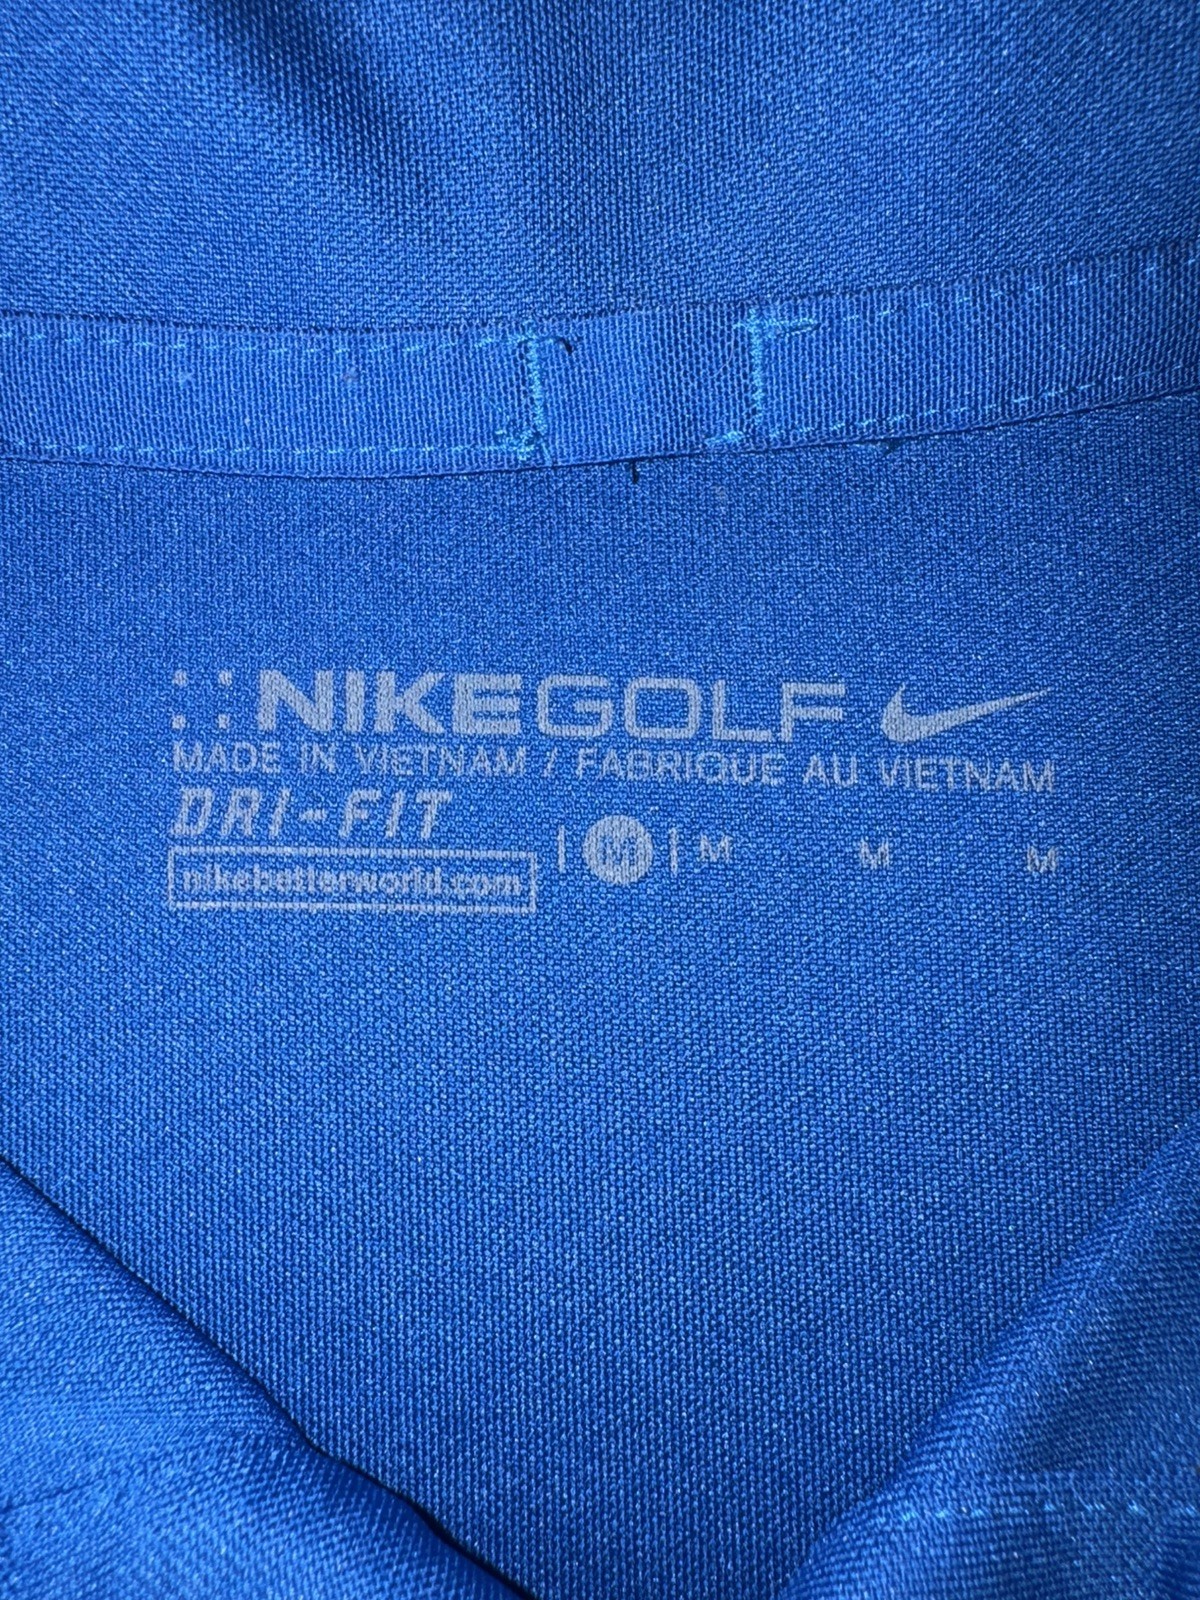 NIKEGOLF
MADE IN VIETNAM / FABRIQUE AU VIETNAM
DRI-FIT
| M | M M M
nikebetterworld.com